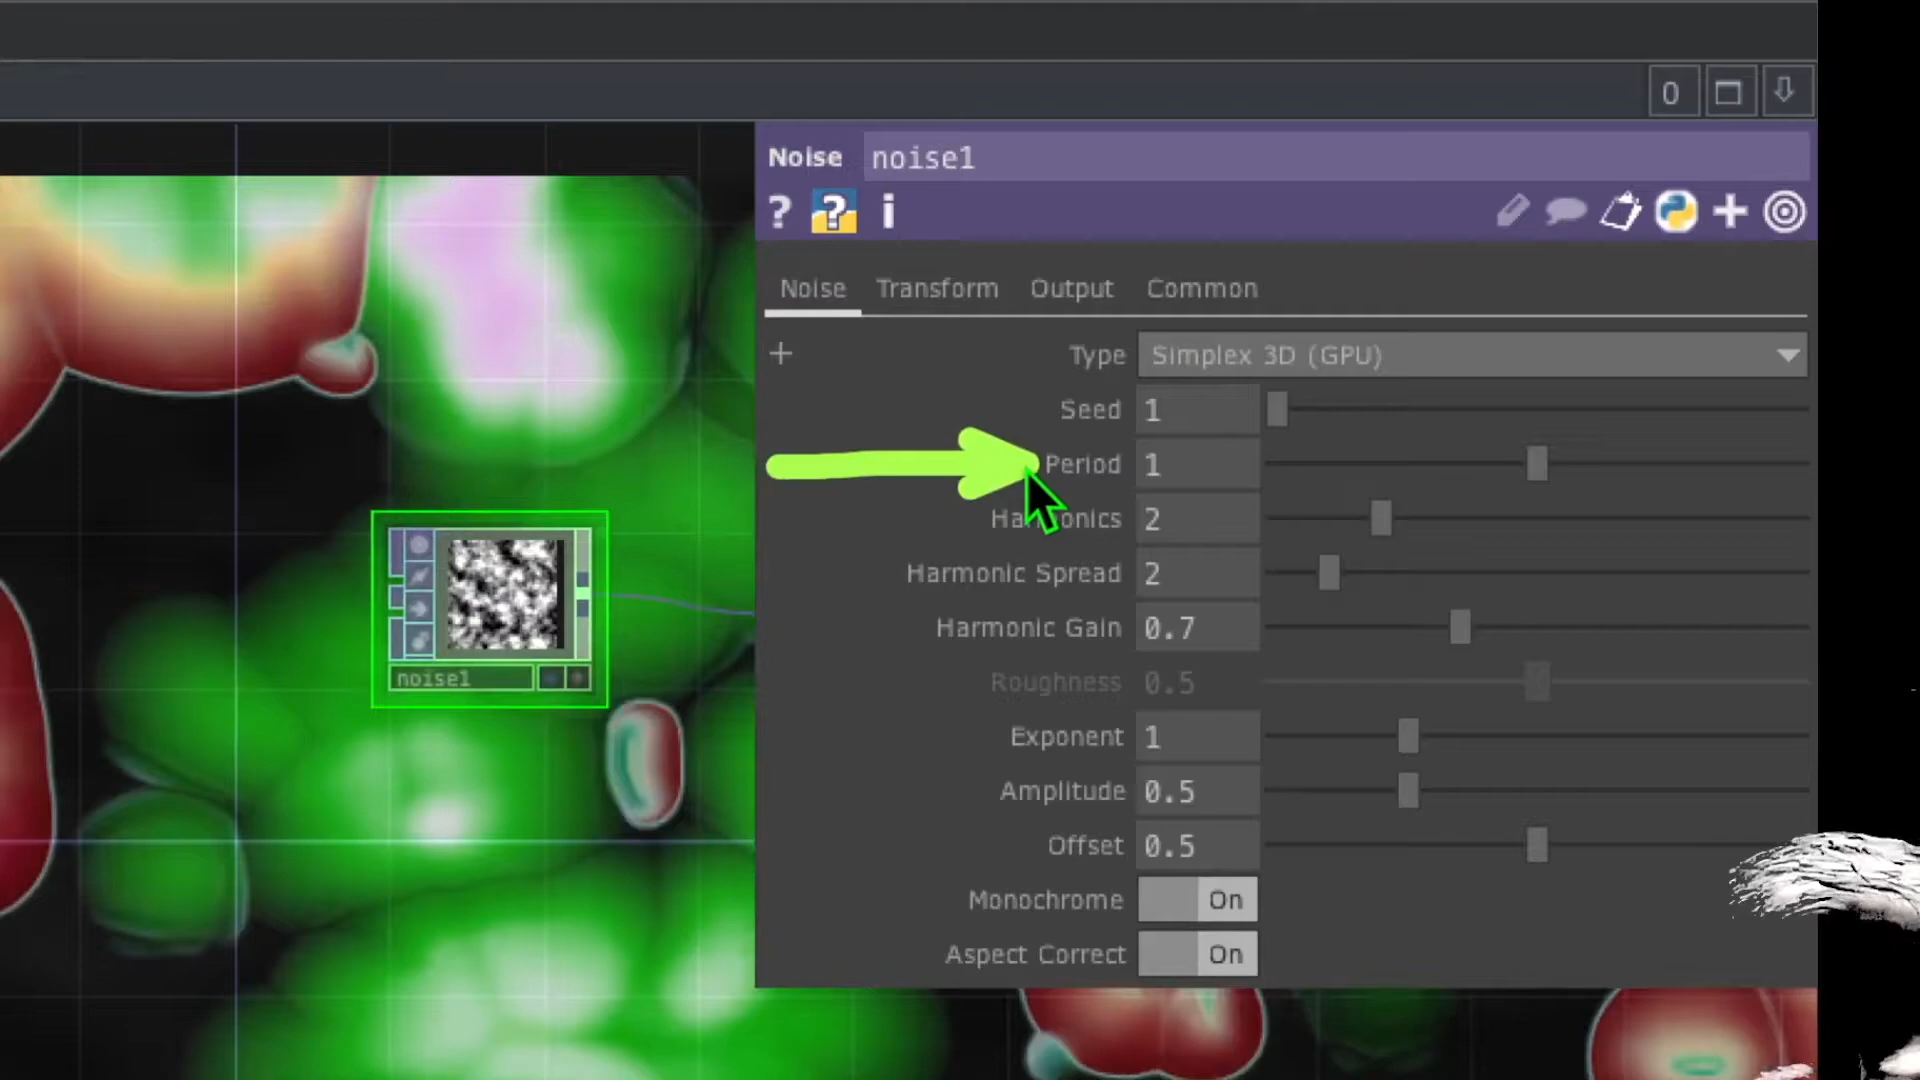 0
Noise noise1
? ? i
Noise Transform Output Common
+ Type Simplex 3D (GPU)
Seed 1
Period 1
Harmonics 2
Harmonic Spread 2
Harmonic Gain 0.7
Roughness 0.5
Exponent 1
Amplitude 0.5
Offset 0.5
Monochrome On
Aspect Correct On
noise1